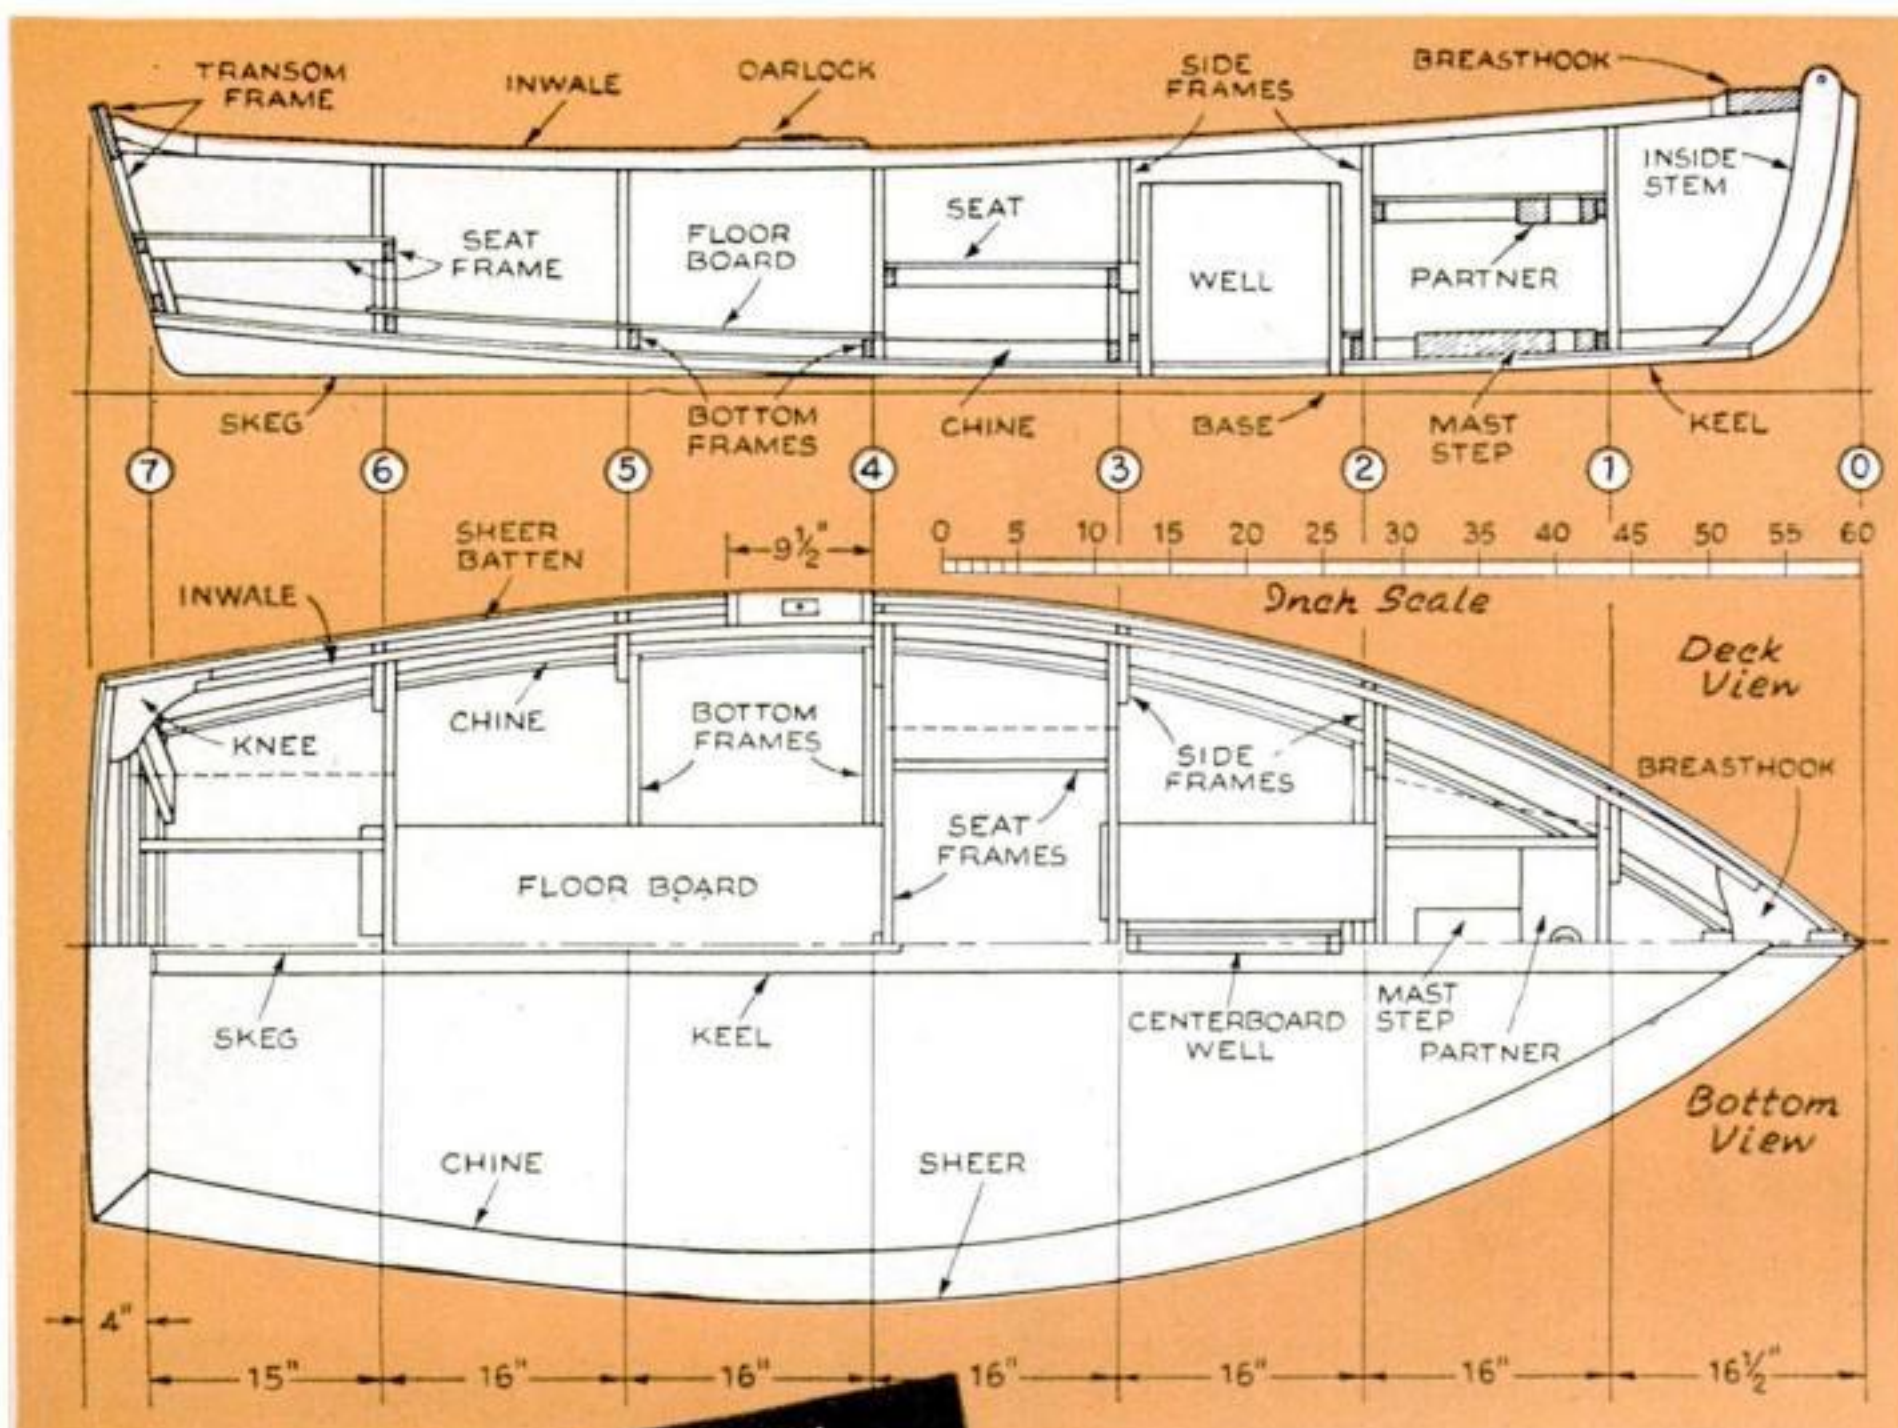 TRANSOM
FRAME
INWALE
OARLOCK
SIDE
FRAMES
BREASTHOOK
INSIDE
STEM
SEAT
FRAME
FLOOR
BOARD
SEAT
WELL
PARTNER
SKEG
BOTTOM
FRAMES
CHINE
BASE
MAST
STEP
KEEL
7 6 5 4 3 2 1 0
SHEER
BATTEN
9½"
0 5 10 15 20 25 30 35 40 45 50 55 60
Inch Scale
INWALE
Deck
View
KNEE
CHINE
BOTTOM
FRAMES
SIDE
FRAMES
BREASTHOOK
SEAT
FRAMES
FLOOR BOARD
SKEG
KEEL
CENTERBOARD
WELL
MAST
STEP
PARTNER
Bottom
View
CHINE
SHEER
4"
15" 16" 16" 16" 16" 16" 16½"